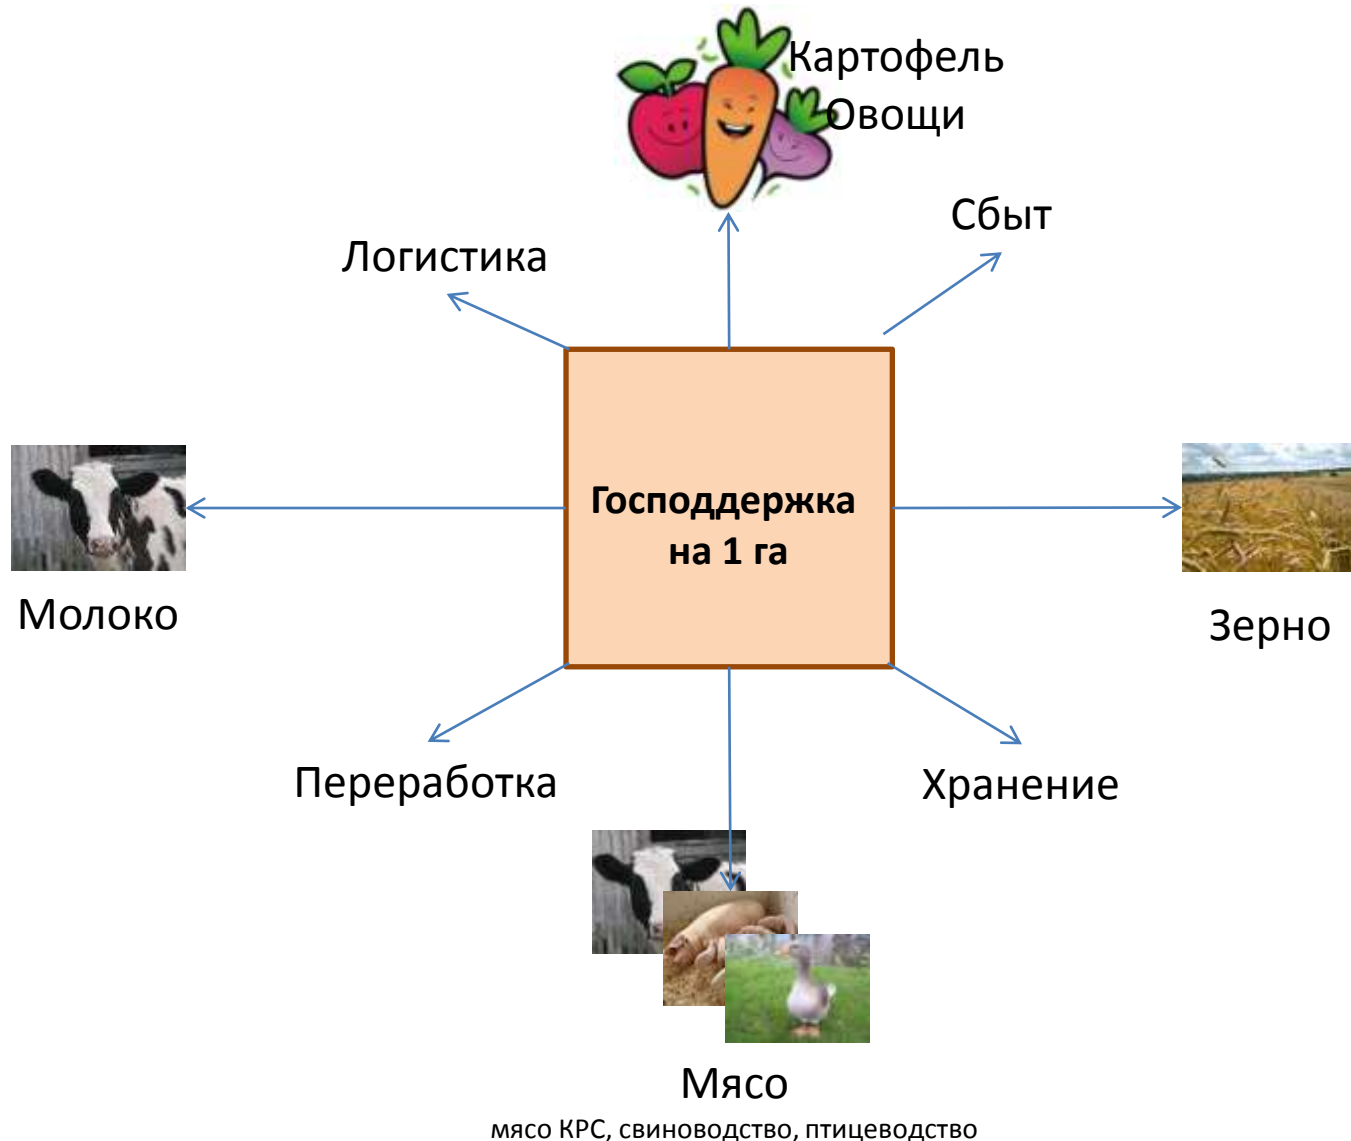 Картофель
Овощи
Сбыт
Логистика
Господдержка
на 1 га
Молоко
Зерно
Переработка
Хранение
Мясо
мясо КРС, свиноводство, птицеводство